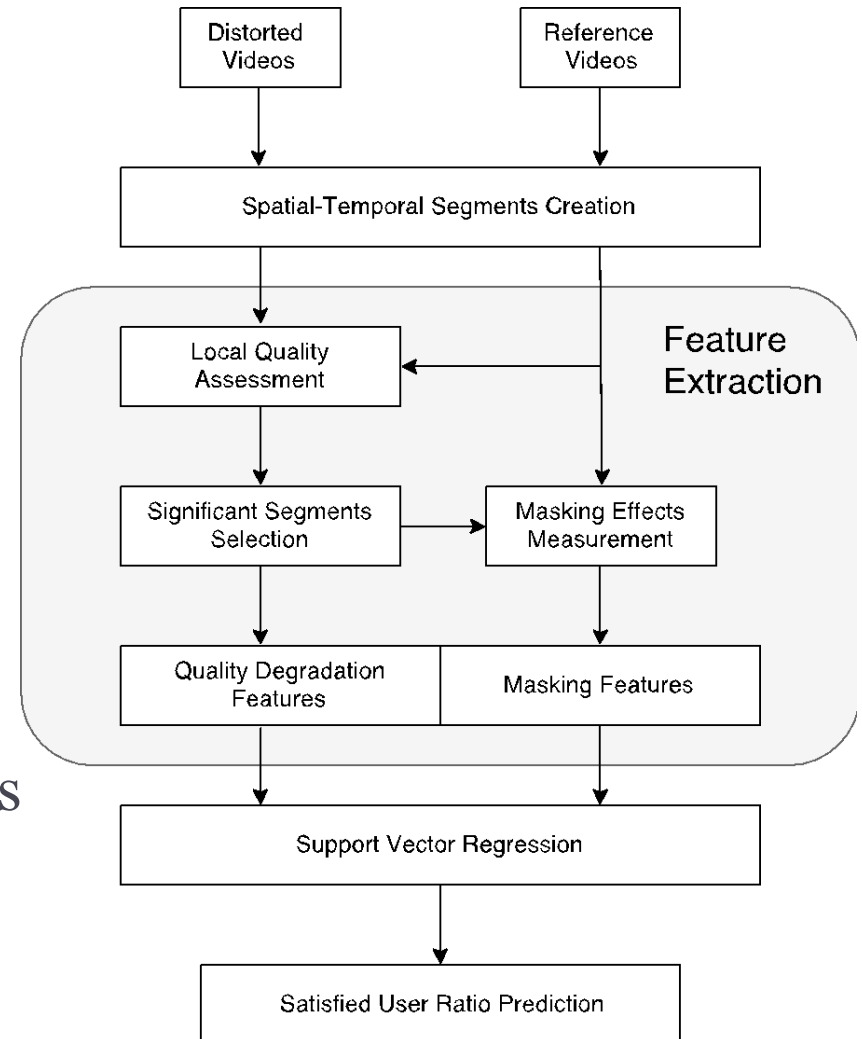 Distorted
Videos
Reference
Videos
Spatial-Temporal Segments Creation
Feature
Extraction
Local Quality
Assessment
Significant Segments
Selection
Masking Effects
Measurement
Quality Degradation
Features
Masking Features
s
Support Vector Regression
Satisfied User Ratio Prediction